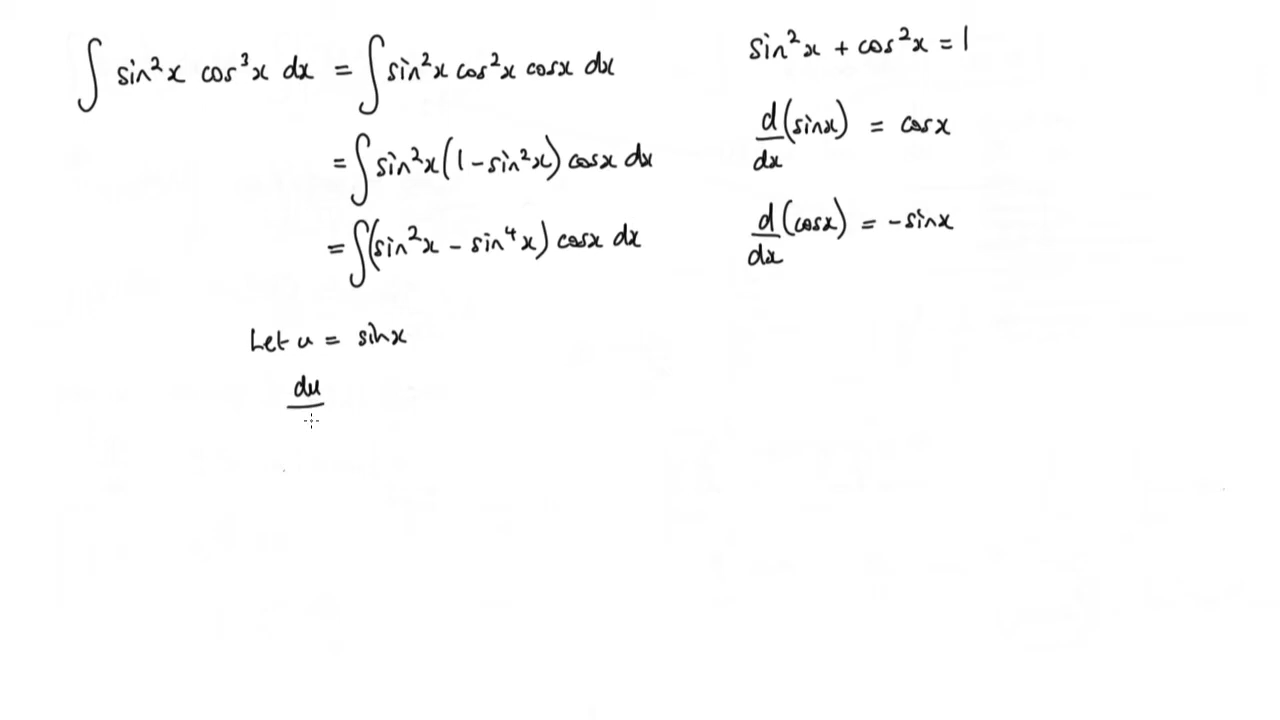 ∫ sin²x cos³x dx = ∫ sin²x cos²x cosx dx
= ∫ sin²x (1 - sin²x) cosx dx
= ∫ (sin²x - sin⁴x) cosx dx
Let u = sinx
du
sin²x + cos²x = 1
d/dx (sinx) = cosx
d/dx (cosx) = -sinx